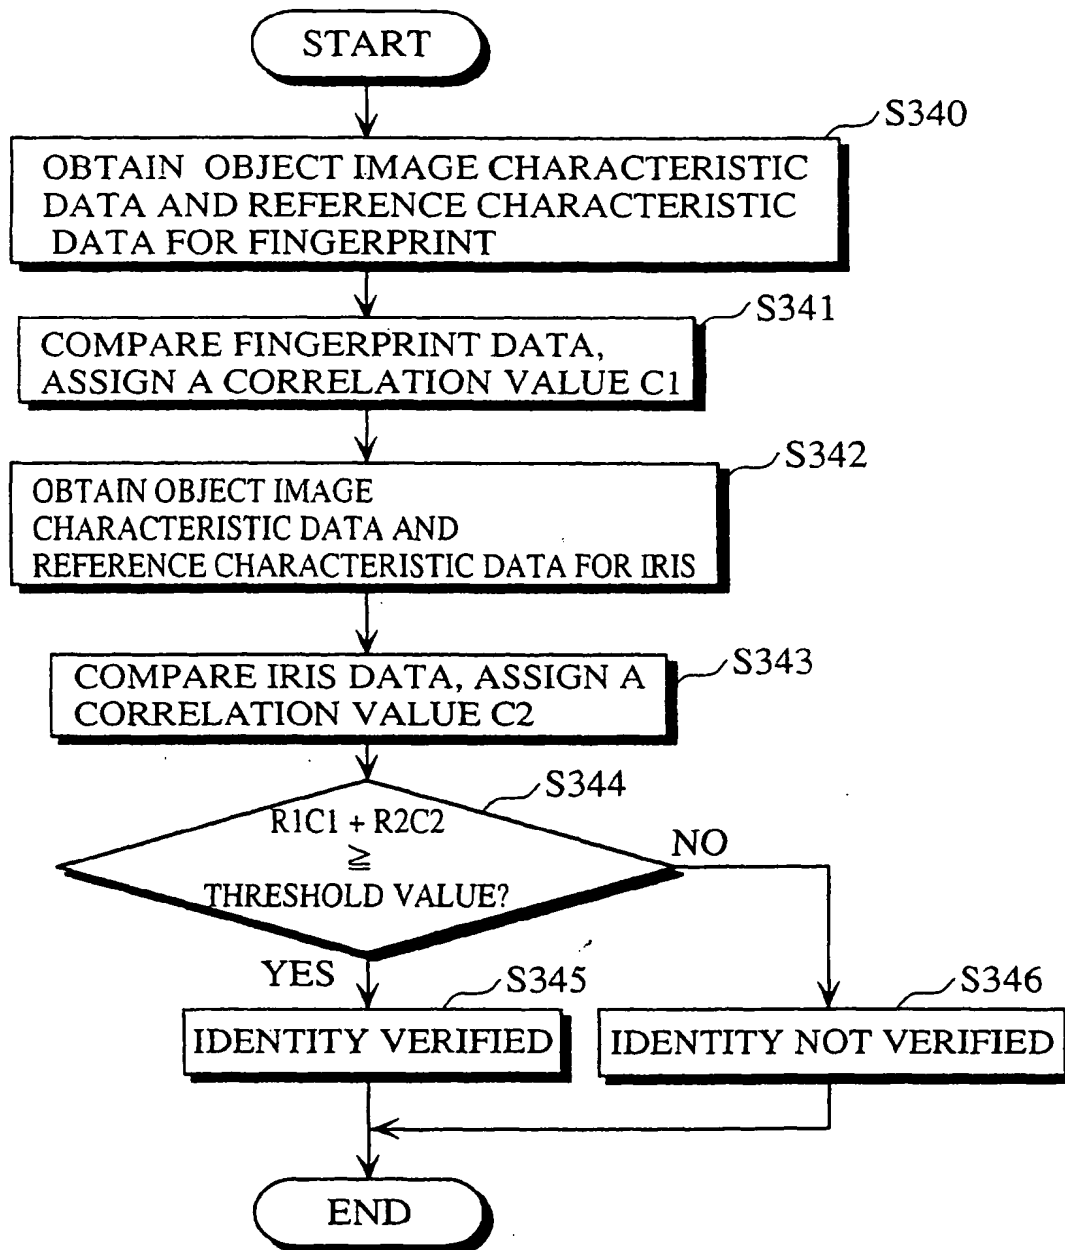 START
S340
OBTAIN OBJECT IMAGE CHARACTERISTIC
DATA AND REFERENCE CHARACTERISTIC
DATA FOR FINGERPRINT
S341
COMPARE FINGERPRINT DATA,
ASSIGN A CORRELATION VALUE C1
S342
OBTAIN OBJECT IMAGE
CHARACTERISTIC DATA AND
REFERENCE CHARACTERISTIC DATA FOR IRIS
S343
COMPARE IRIS DATA, ASSIGN A
CORRELATION VALUE C2
S344
R1C1 + R2C2
≧
THRESHOLD VALUE?
NO
YES
S345
IDENTITY VERIFIED
S346
IDENTITY NOT VERIFIED
END